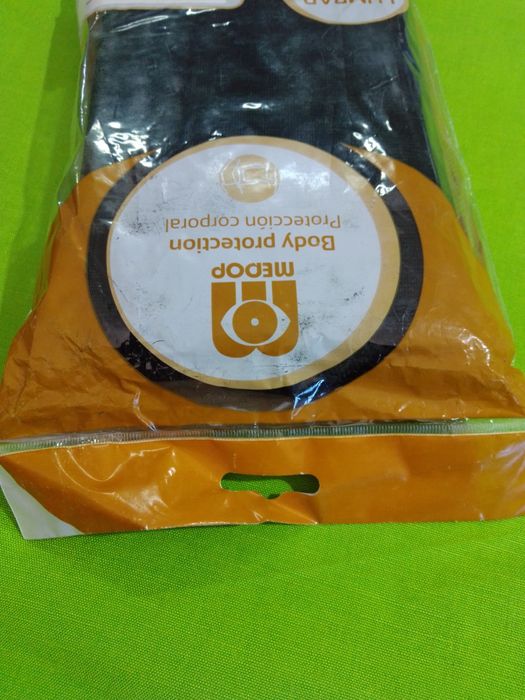 MEDOP
Body protection
Protección corporal